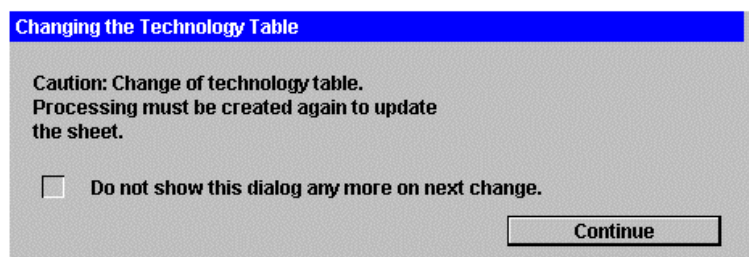 Changing the Technology Table
Caution: Change of technology table.
Processing must be created again to update
the sheet.
Do not show this dialog any more on next change.
Continue